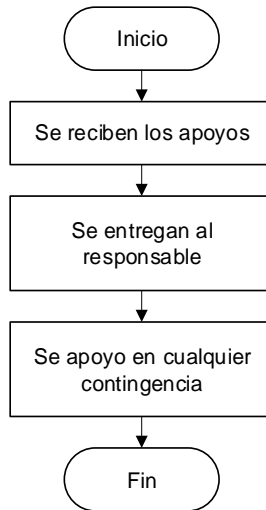 Inicio
Se reciben los apoyos
Se entregan al
responsable
Se apoyo en cualquier
contingencia
Fin